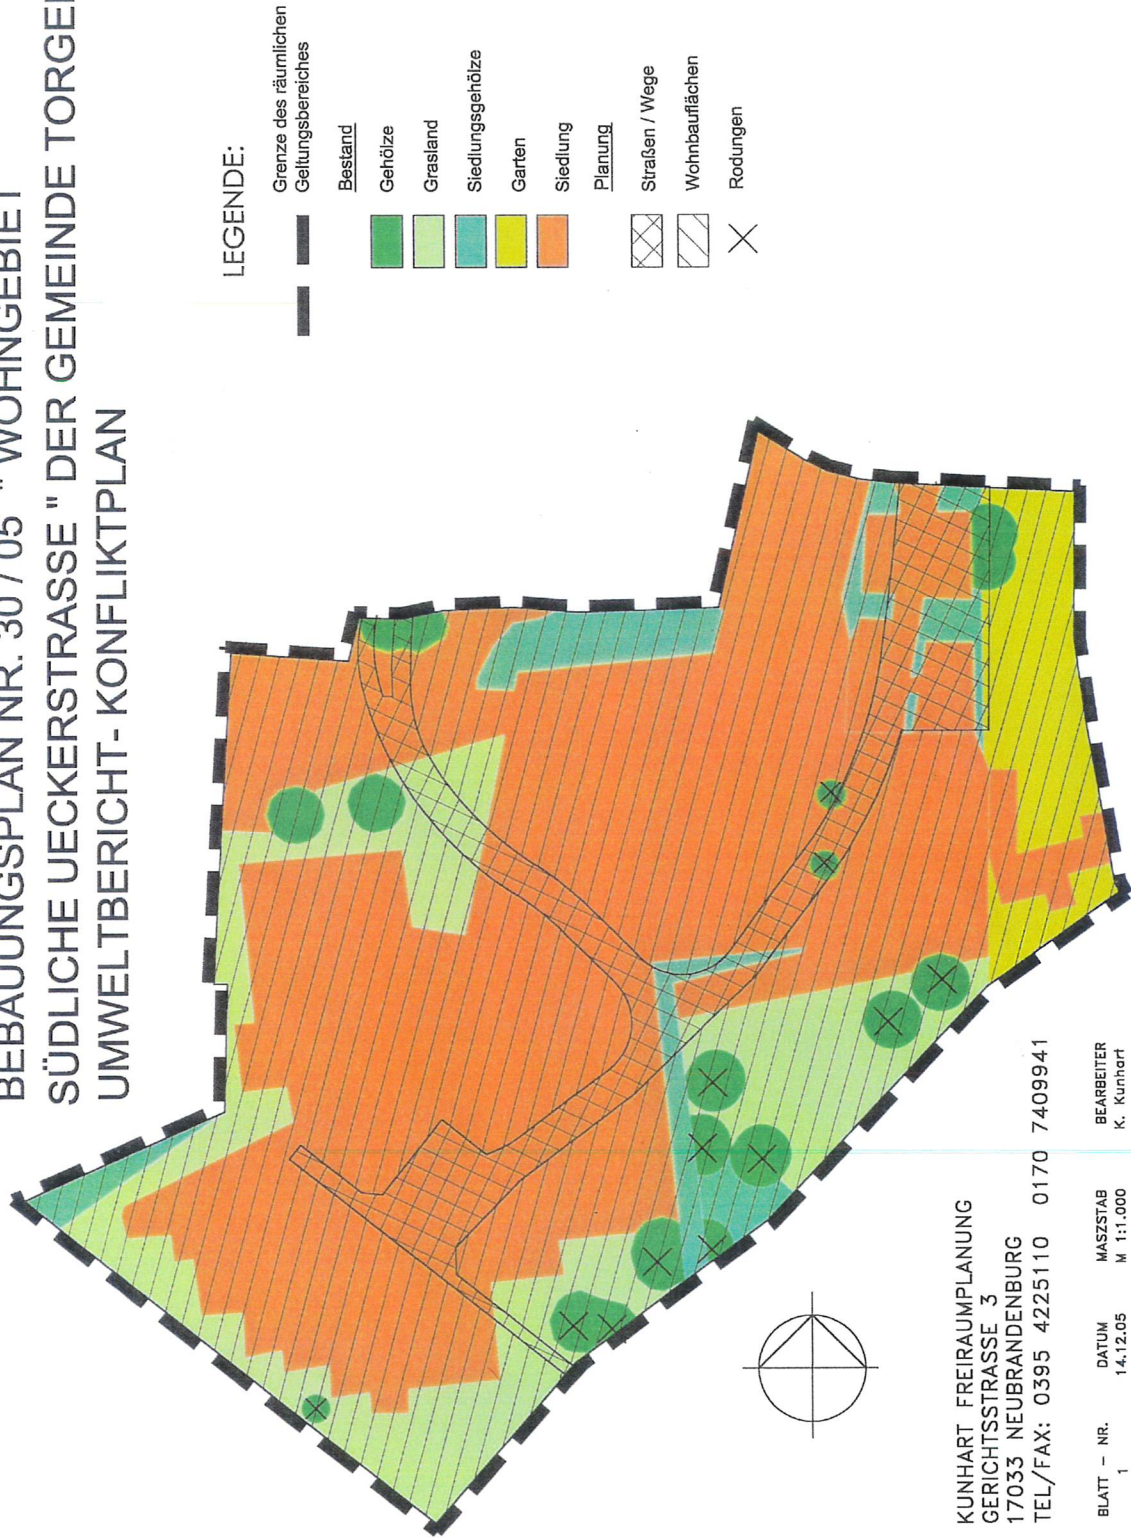 BEBAUUNGSPLAN NR. 30 / 05 " WOHNGEBIET
SÜDLICHE UECKERSTRASSE " DER GEMEINDE
UMWELTBERICHT- KONFLIKTPLAN
LEGENDE:
Grenze des räumlichen
Geltungsbereiches
Bestand
Gehölze
Grasland
Siedlungsgehölze
Garten
Siedlung
Planung
Straßen / Wege
Wohnbauflächen
Rodungen
KUNHART FREIRAUMPLANUNG
GERICHTSSTRASSE 3
17033 NEUBRANDENBURG
TEL/FAX: 0395 4225110 0170 7409941
BLATT - NR. DATUM MASZSTAB BEARBEITER
1 14.12.05 M 1:1.000 K. Kunhart